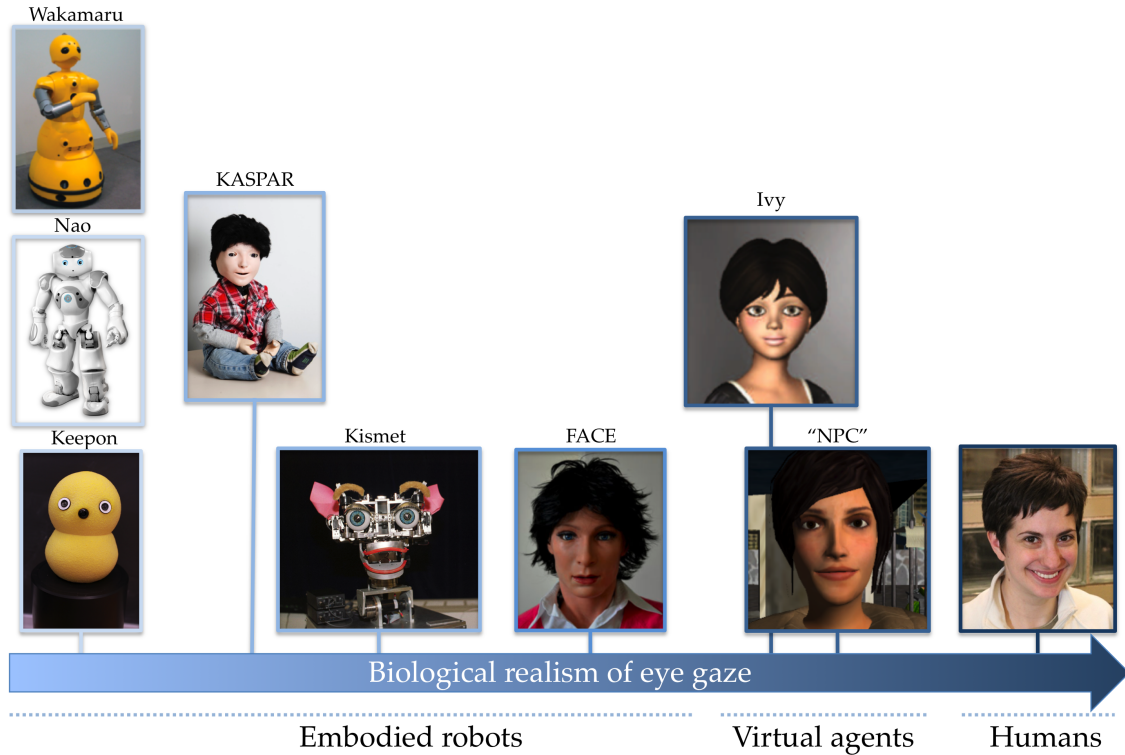 Wakamaru
KASPAR
Ivy
Nao
Keepon
Kismet
FACE
“NPC”
Biological realism of eye gaze
Embodied robots
Virtual agents
Humans